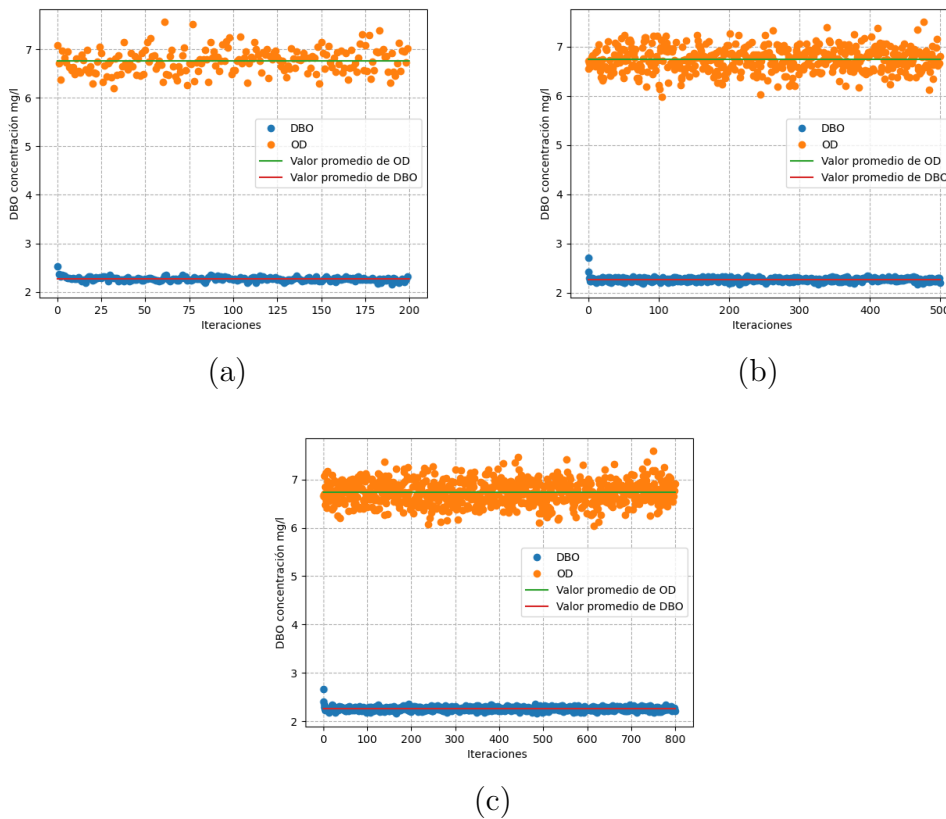 DBO concentración mg/l
7
6
5
4
3
2
DBO
OD
Valor promedio de OD
Valor promedio de DBO
0 25 50 75 100 125 150 175 200
Iteraciones
(a)
DBO concentración mg/l
7
6
5
4
3
2
DBO
OD
Valor promedio de OD
Valor promedio de DBO
0 100 200 300 400 500
Iteraciones
(b)
DBO concentración mg/l
7
6
5
4
3
2
DBO
OD
Valor promedio de OD
Valor promedio de DBO
0 100 200 300 400 500 600 700 800
Iteraciones
(c)